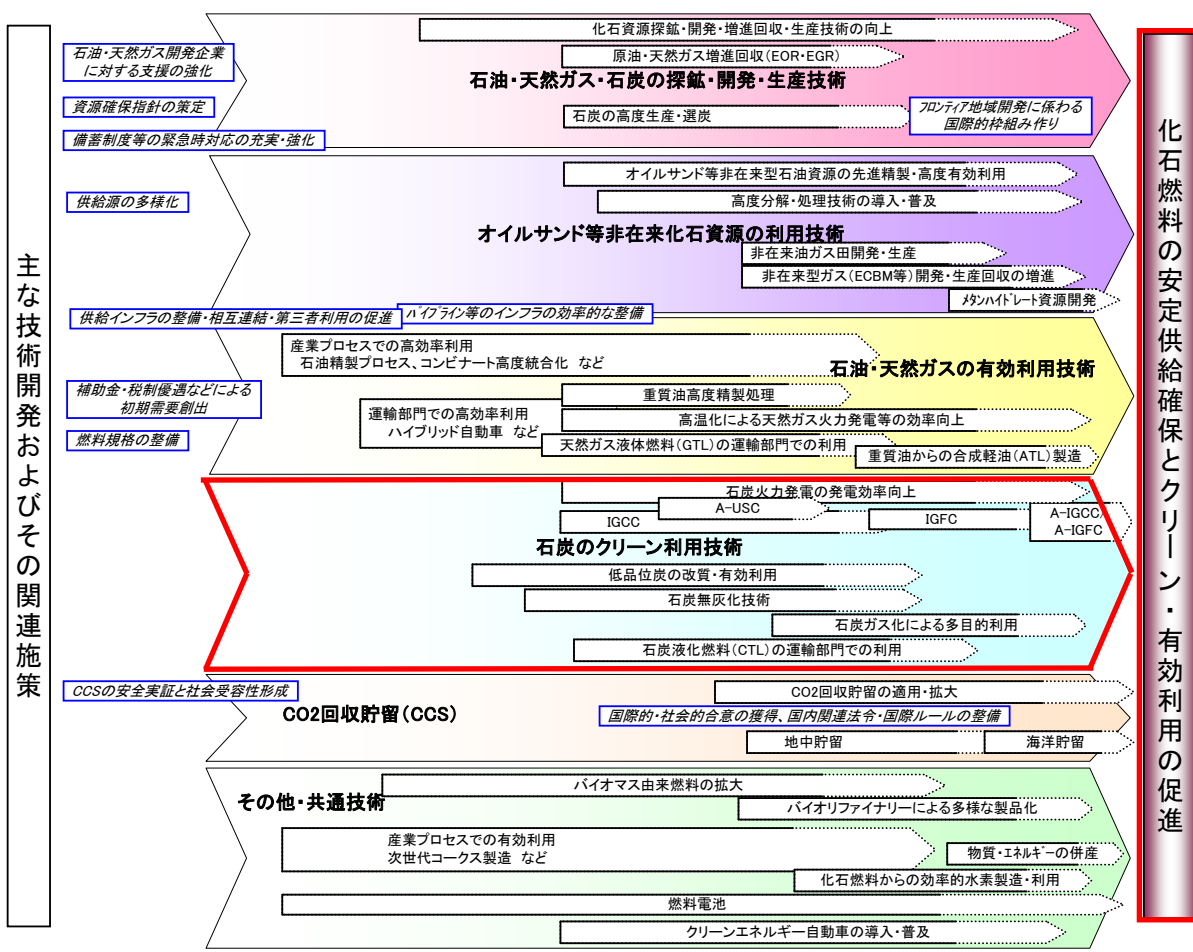 主な技術開発およびその関連施策
化石資源探鉱・開発・増進回収・生産技術の向上
石油・天然ガス開発企業
に対する支援の強化
原油・天然ガス増進回収(EOR・EGR)
石油・天然ガス・石炭の探鉱・開発・生産技術
資源確保指針の策定
石炭の高度生産・選炭
フロンティア地域開発に係わる
国際的枠組み作り
備蓄制度等の緊急時対応の充実・強化
オイルサンド等非在来型石油資源の先進精製・高度有効利用
供給源の多様化
高度分解・処理技術の導入・普及
オイルサンド等非在来化石資源の利用技術
非在来油ガス田開発・生産
非在来型ガス(ECBM等)開発・生産回収の増進
メタンハイドレート資源開発
供給インフラの整備・相互連結・第三者利用の促進
パイプライン等のインフラの効率的な整備
産業プロセスでの高効率利用
石油精製プロセス、コンビナート高度統合化 など
石油・天然ガスの有効利用技術
補助金・税制優遇などによる
初期需要創出
重質油高度精製処理
運輸部門での高効率利用
ハイブリッド自動車 など
高温化による天然ガス火力発電等の効率向上
燃料規格の整備
天然ガス液体燃料(GTL)の運輸部門での利用
重質油からの合成軽油(ATL)製造
石炭火力発電の発電効率向上
A-USC
IGCC
IGFC
A-IGCC/
A-IGFC
石炭のクリーン利用技術
低品位炭の改質・有効利用
石炭無灰化技術
石炭ガス化による多目的利用
石炭液化燃料(CTL)の運輸部門での利用
CCSの安全実証と社会受容性形成
CO2回収貯留の適用・拡大
CO2回収貯留(CCS)
国際的・社会的合意の獲得、国内関連法令・国際ルールの整備
地中貯留
海洋貯留
バイオマス由来燃料の拡大
その他・共通技術
バイオリファイナリーによる多様な製品化
産業プロセスでの有効利用
次世代コークス製造 など
物質・エネルギーの併産
化石燃料からの効率的水素製造・利用
燃料電池
クリーンエネルギー自動車の導入・普及
化石燃料の安定供給確保とクリーン・有効利用の促進